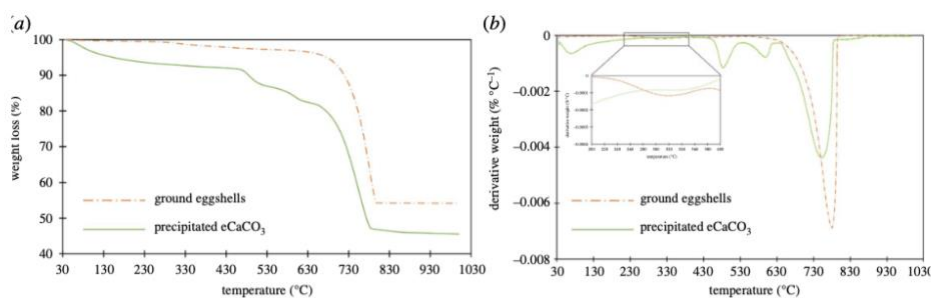 (a)
100
90
80
70
60
50
40
weight loss (%)
ground eggshells
precipitated eCaCO3
30 130 230 330 430 530 630 730 830 930 1030
temperature (°C)
(b)
0
−0.002
−0.004
−0.006
−0.008
derivative weight (% °C−1)
temperature (°C)
ground eggshells
precipitated eCaCO3
30 130 230 330 430 530 630 730 830 930 1030
temperature (°C)